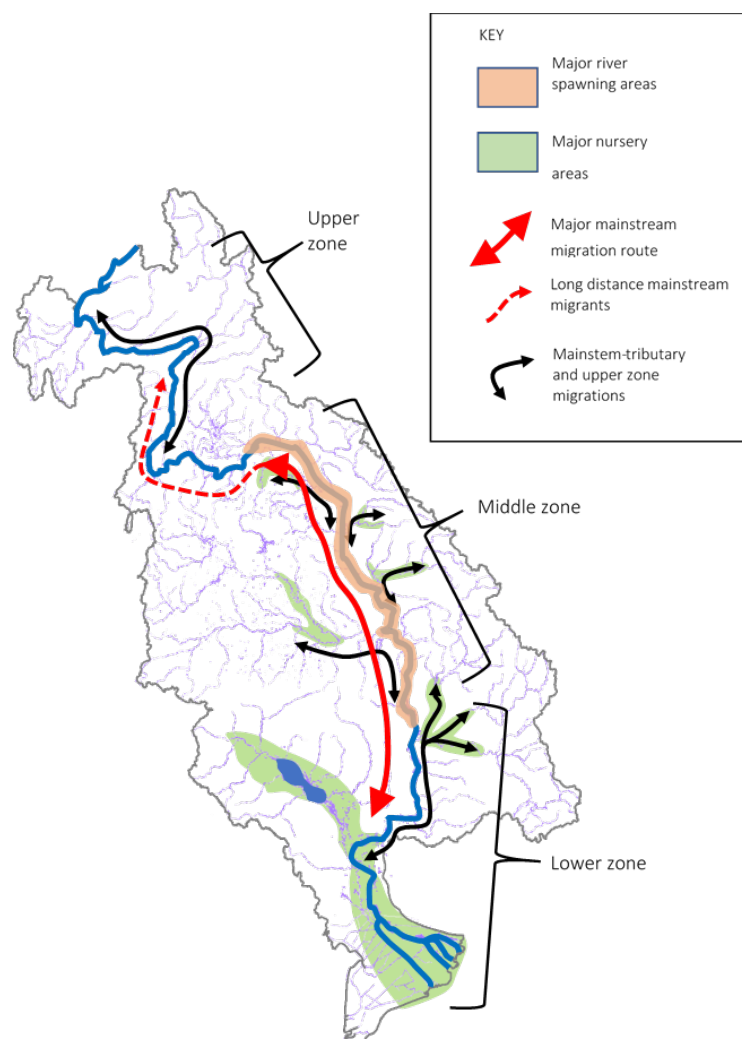 KEY
Major river
spawning areas
Major nursery
areas
Major mainstream
migration route
Long distance mainstream
migrants
Mainstem-tributary
and upper zone
migrations
Upper
zone
Middle zone
Lower zone